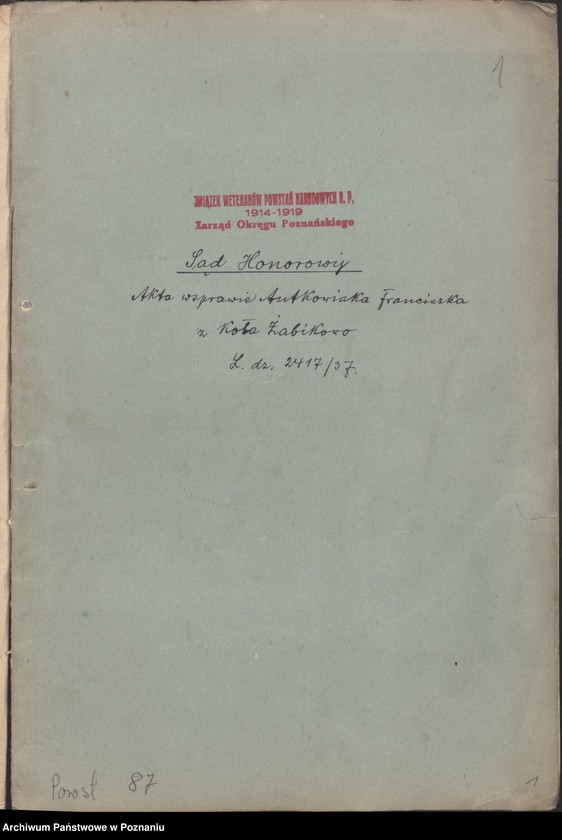 1
ZWIĄZEK WETERANÓW POWSTAŃ NARODOWYCH R. P.
1914-1919
Zarząd Okręgu Poznańskiego
Sąd Honorowy
Akta wsprawie Antkowiaka Franciszka
z Koła Żabikowo
L. dz. 2417/37.
Powst 87
1
Archiwum Państwowe w Poznaniu